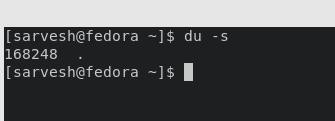 [sarvesh@fedora ~]$ du -s
168248  .
[sarvesh@fedora ~]$